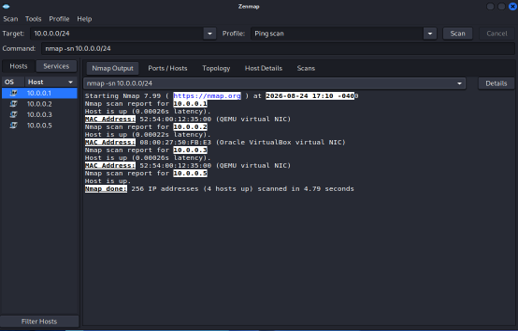 Zenmap
Scan Tools Profile Help
Target: 10.0.0.0/24 Profile: Ping scan Scan Cancel
Command: nmap -sn 10.0.0.0/24
Hosts Services
Nmap Output Ports / Hosts Topology Host Details Scans
OS Host
nmap -sn 10.0.0.0/24 Details
10.0.0.1
10.0.0.2
10.0.0.3
10.0.0.5
Starting Nmap 7.99 ( https://nmap.org ) at 2026-08-24 17:10 -0400
Nmap scan report for 10.0.0.1
Host is up (0.00026s latency).
MAC Address: 52:54:00:12:35:00 (QEMU virtual NIC)
Nmap scan report for 10.0.0.2
Host is up (0.00022s latency).
MAC Address: 08:00:27:50:FB:E3 (Oracle VirtualBox virtual NIC)
Nmap scan report for 10.0.0.3
Host is up (0.00026s latency).
MAC Address: 52:54:00:12:35:00 (QEMU virtual NIC)
Nmap scan report for 10.0.0.5
Host is up.
Nmap done: 256 IP addresses (4 hosts up) scanned in 4.79 seconds
Filter Hosts